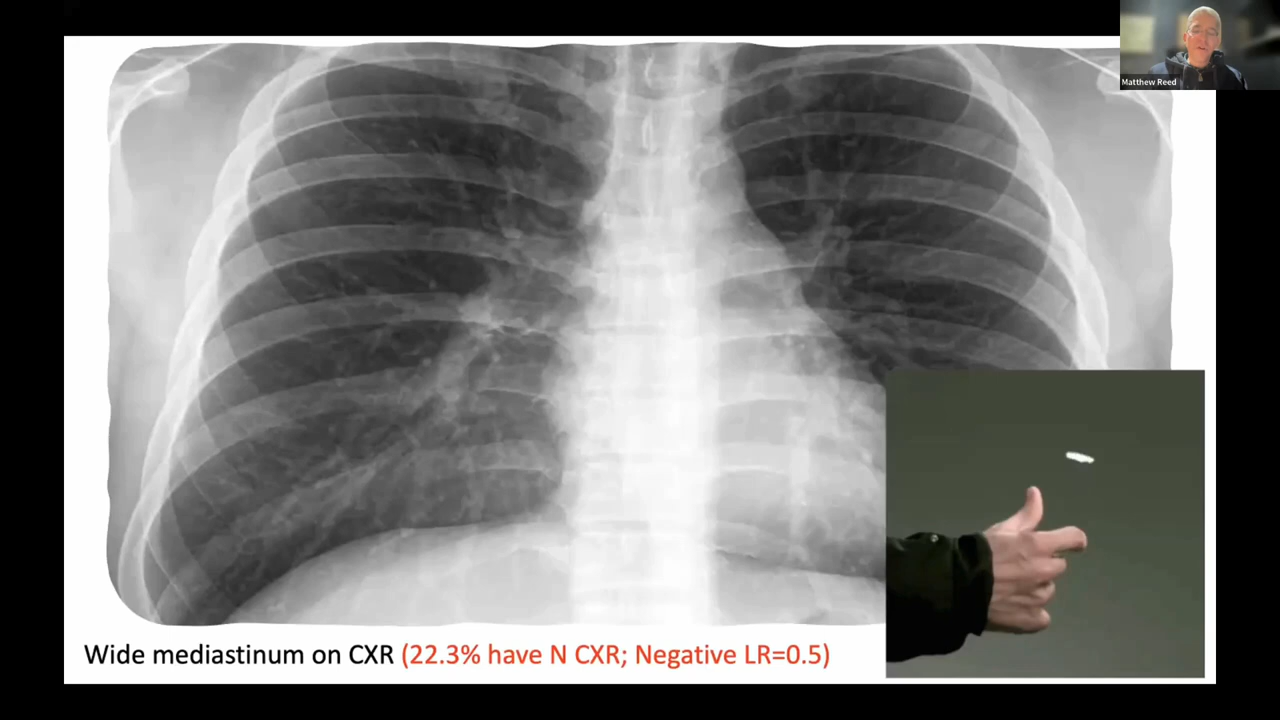 Matthew Reed
Wide mediastinum on CXR (22.3% have N CXR; Negative LR=0.5)